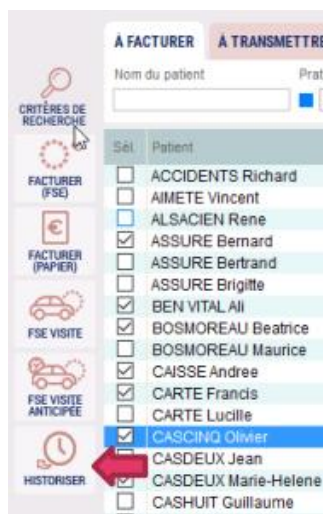 À FACTURER
À TRANSMETTRE
Nom du patient
CRITÈRES DE
RECHERCHE
Sél.
Patient
ACCIDENTS Richard
AIMETE Vincent
FACTURER
(FSE)
ALSACIEN Rene
ASSURE Bernard
ASSURE Bertrand
FACTURER
(PAPIER)
ASSURE Brigitte
BEN VITAL Ali
BOSMOREAU Beatrice
FSE VISITE
BOSMOREAU Maurice
CAISSE Andree
CARTE Francis
FSE VISITE
ANTICIPÉE
CARTE Lucille
CASCINQ Olivier
CASDEUX Jean
HISTORISER
CASDEUX Marie-Helene
CASHUIT Guillaume